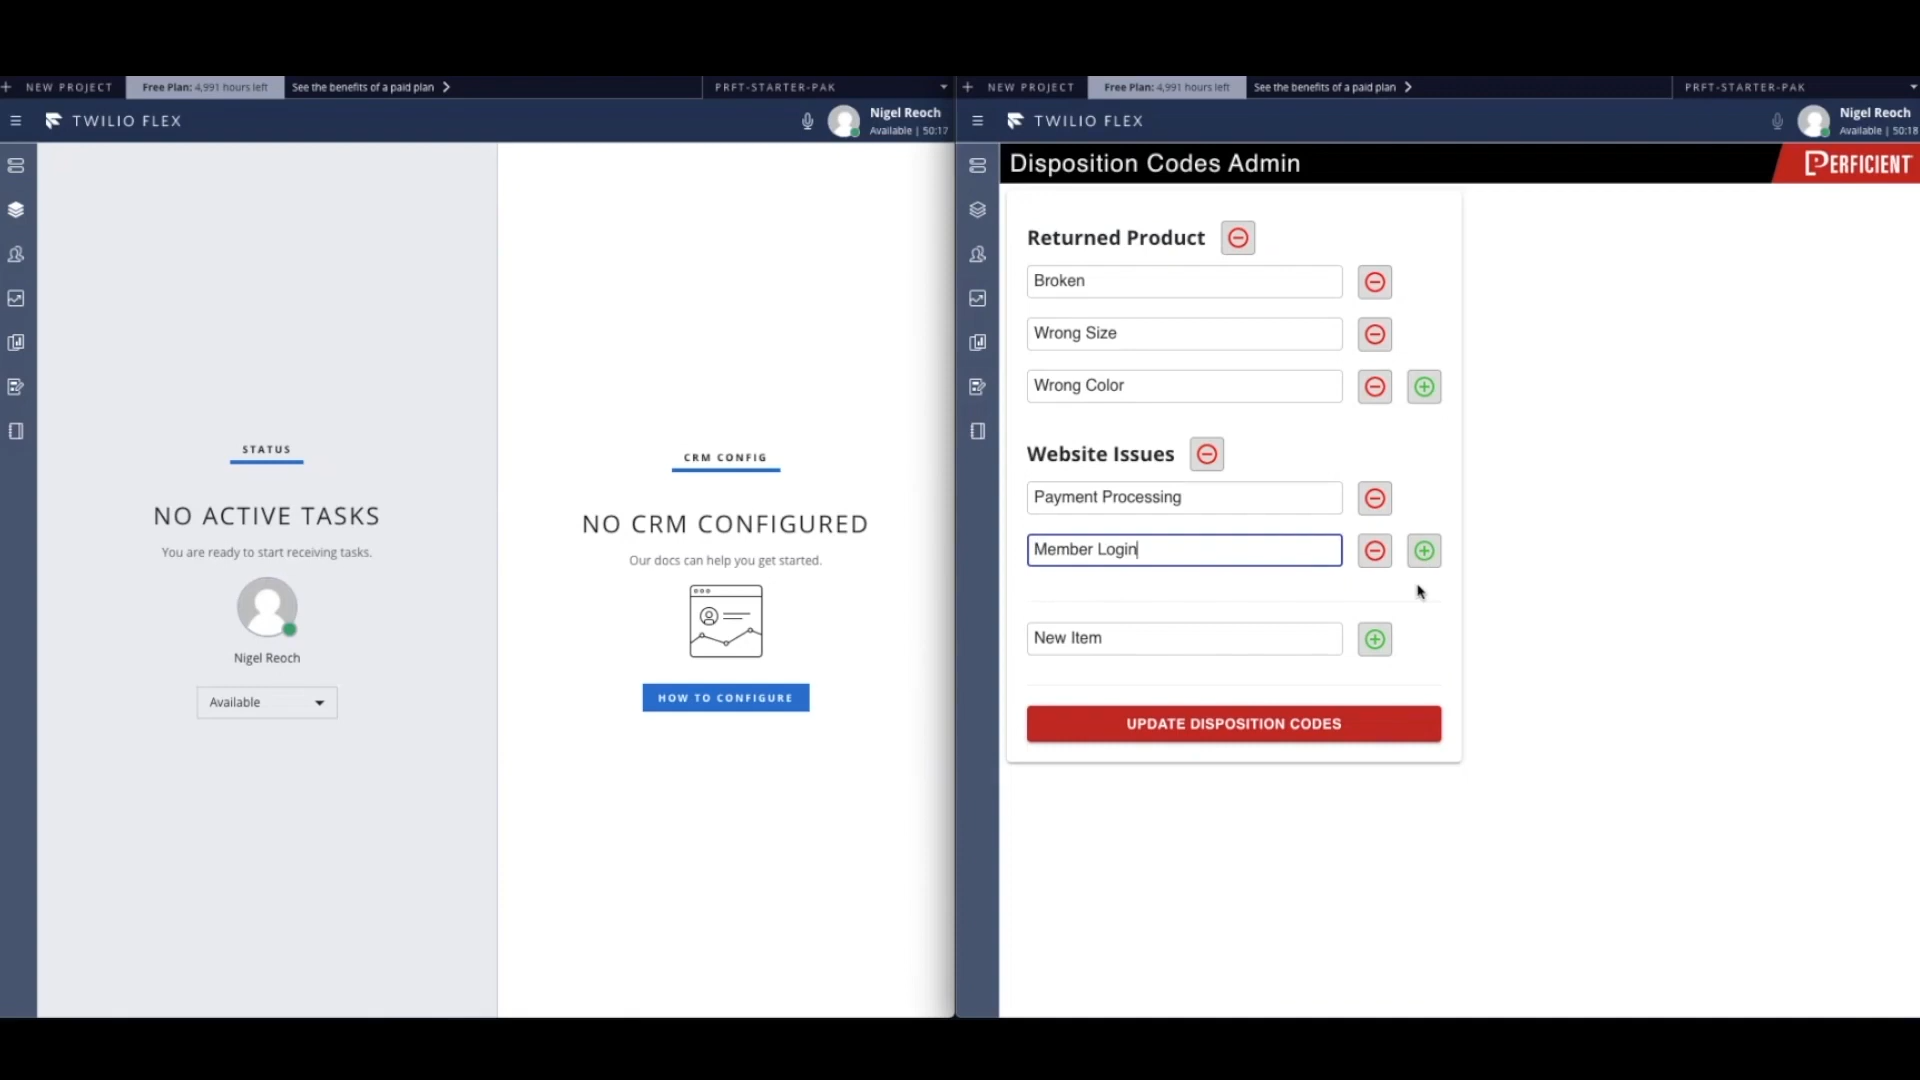 NEW PROJECT
Free Plan: 4,991 hours left
See the benefits of a paid plan
PRFT-STARTER-PAK
TWILIO FLEX
Nigel Reoch
Available | 50:17
STATUS
NO ACTIVE TASKS
You are ready to start receiving tasks.
Nigel Reoch
Available
CRM CONFIG
NO CRM CONFIGURED
Our docs can help you get started.
HOW TO CONFIGURE
NEW PROJECT
Free Plan: 4,991 hours left
See the benefits of a paid plan
PRFT-STARTER-PAK
TWILIO FLEX
Nigel Reoch
Available | 50:18
Disposition Codes Admin
PERFICIENT
Returned Product
Broken
Wrong Size
Wrong Color
Website Issues
Payment Processing
Member Login
New Item
UPDATE DISPOSITION CODES